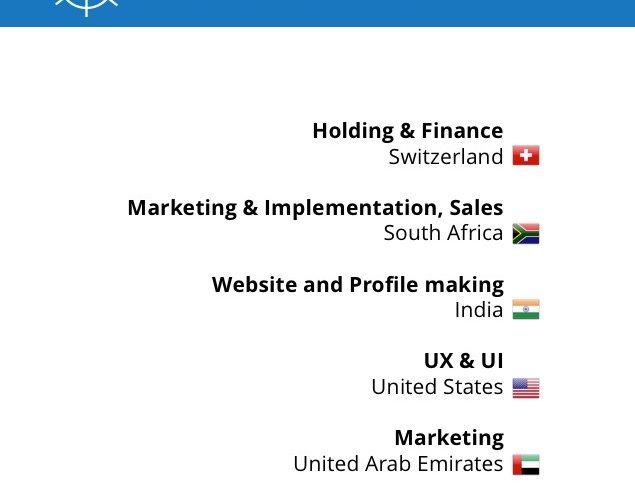 Holding & Finance
Switzerland
Marketing & Implementation, Sales
South Africa
Website and Profile making
India
UX & UI
United States
Marketing
United Arab Emirates